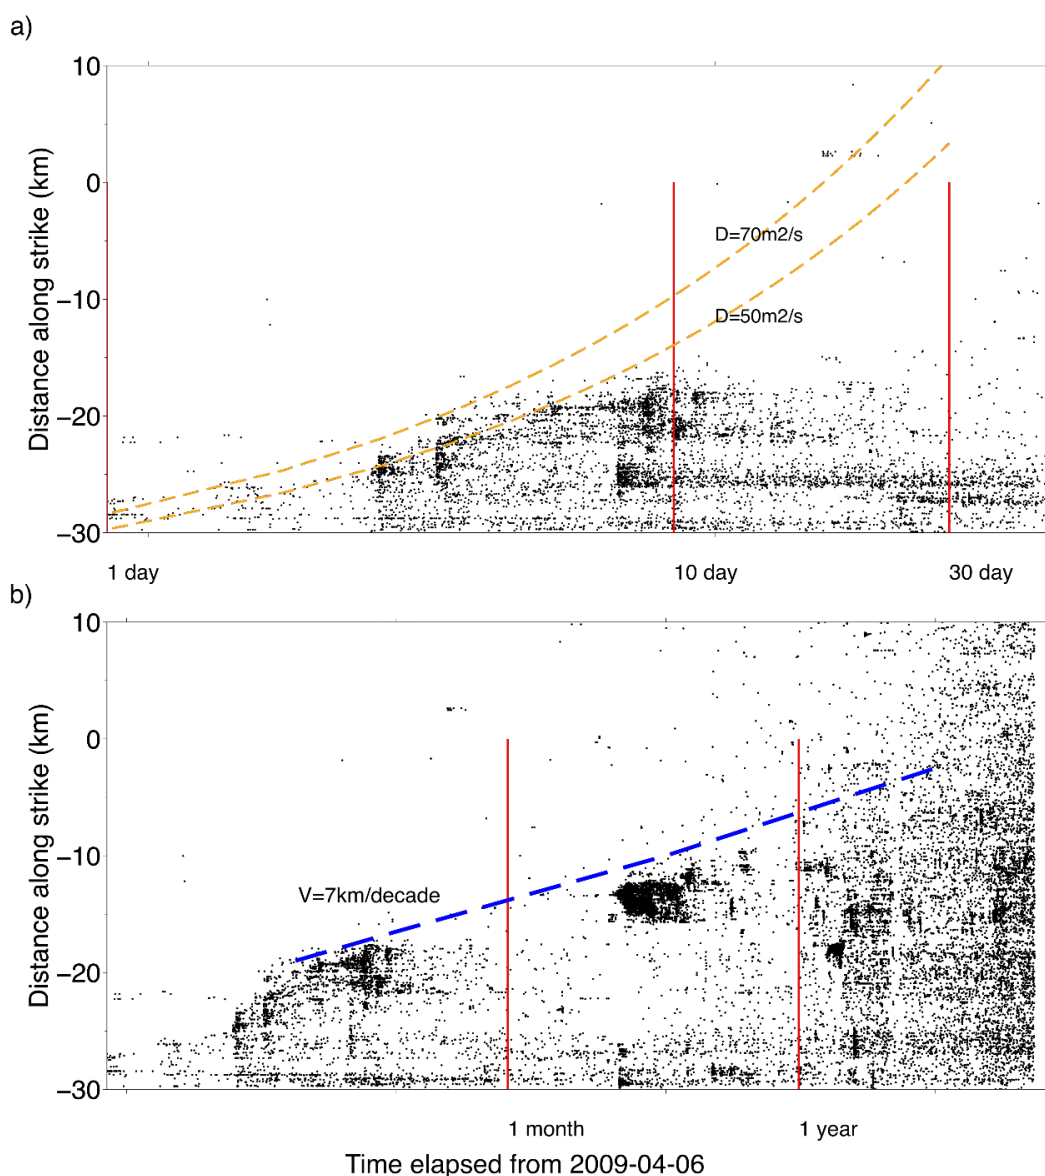 a)
10
0
−10
−20
−30
Distance along strike (km)
D=70m2/s
D=50m2/s
1 day
10 day
30 day
b)
10
0
−10
−20
−30
Distance along strike (km)
V=7km/decade
1 month
1 year
Time elapsed from 2009-04-06